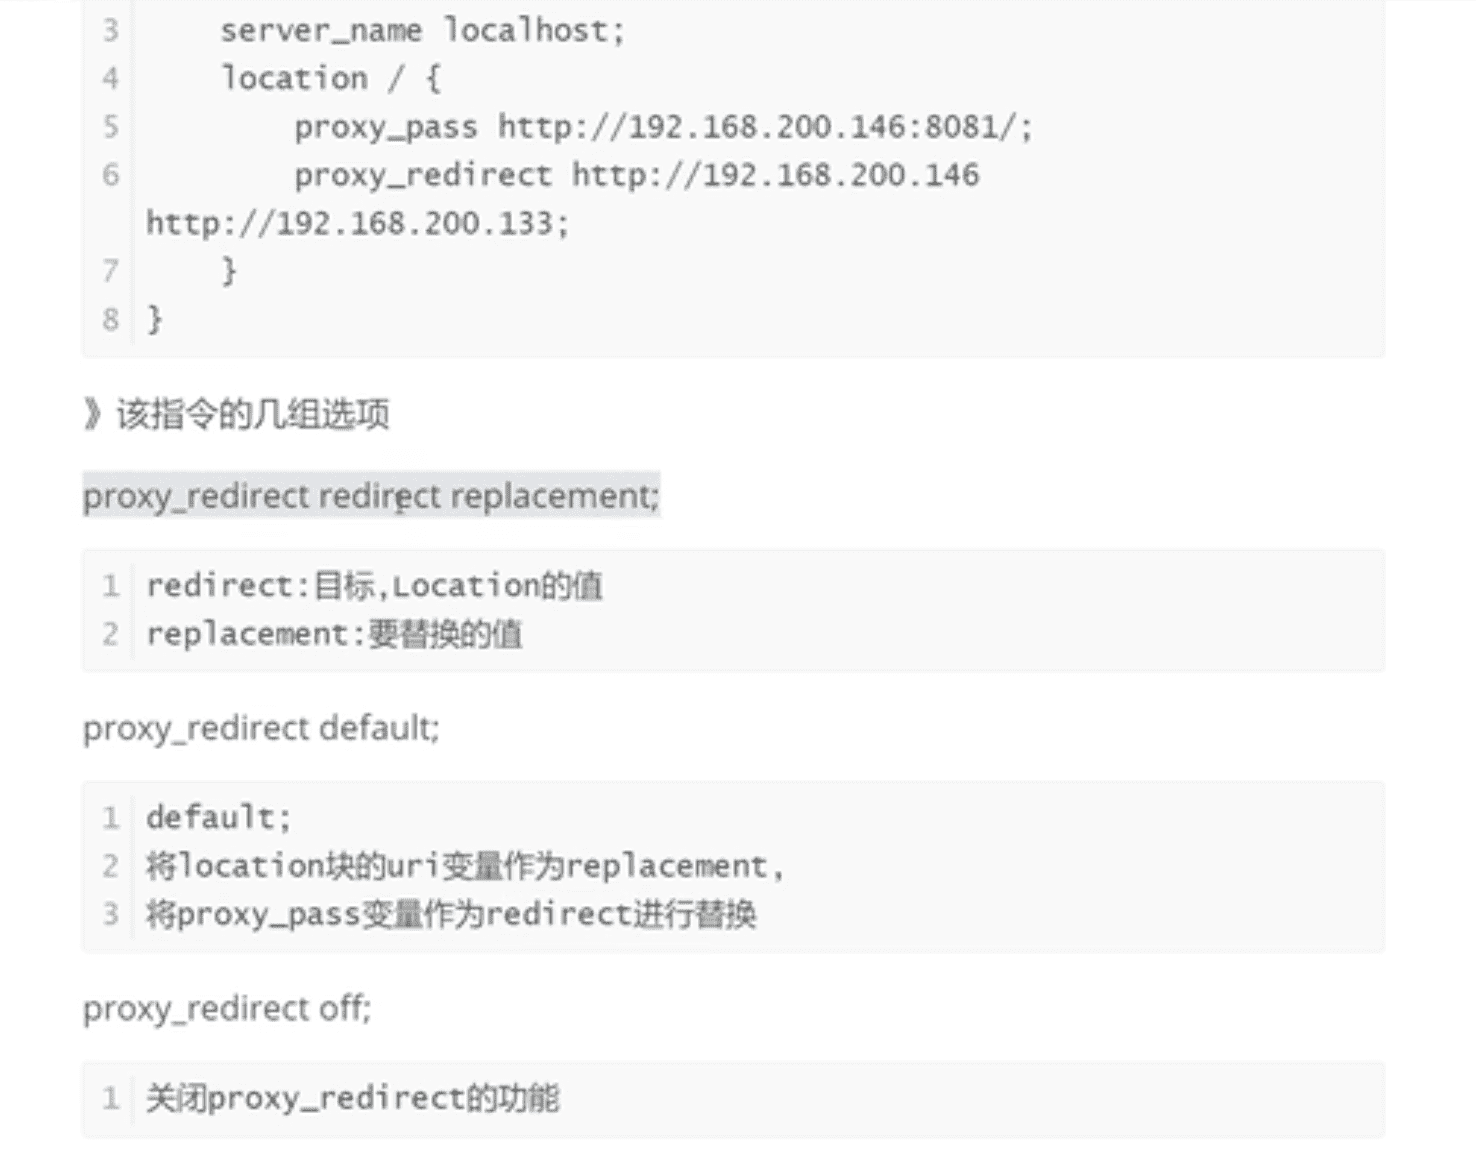 3 server_name localhost;
4 location / {
5 proxy_pass http://192.168.200.146:8081/;
6 proxy_redirect http://192.168.200.146
http://192.168.200.133;
7 }
8 }
》该指令的几组选项
proxy_redirect redirect replacement;
1 redirect:目标,Location的值
2 replacement:要替换的值
proxy_redirect default;
1 default;
2 将location块的uri变量作为replacement,
3 将proxy_pass变量作为redirect进行替换
proxy_redirect off;
1 关闭proxy_redirect的功能